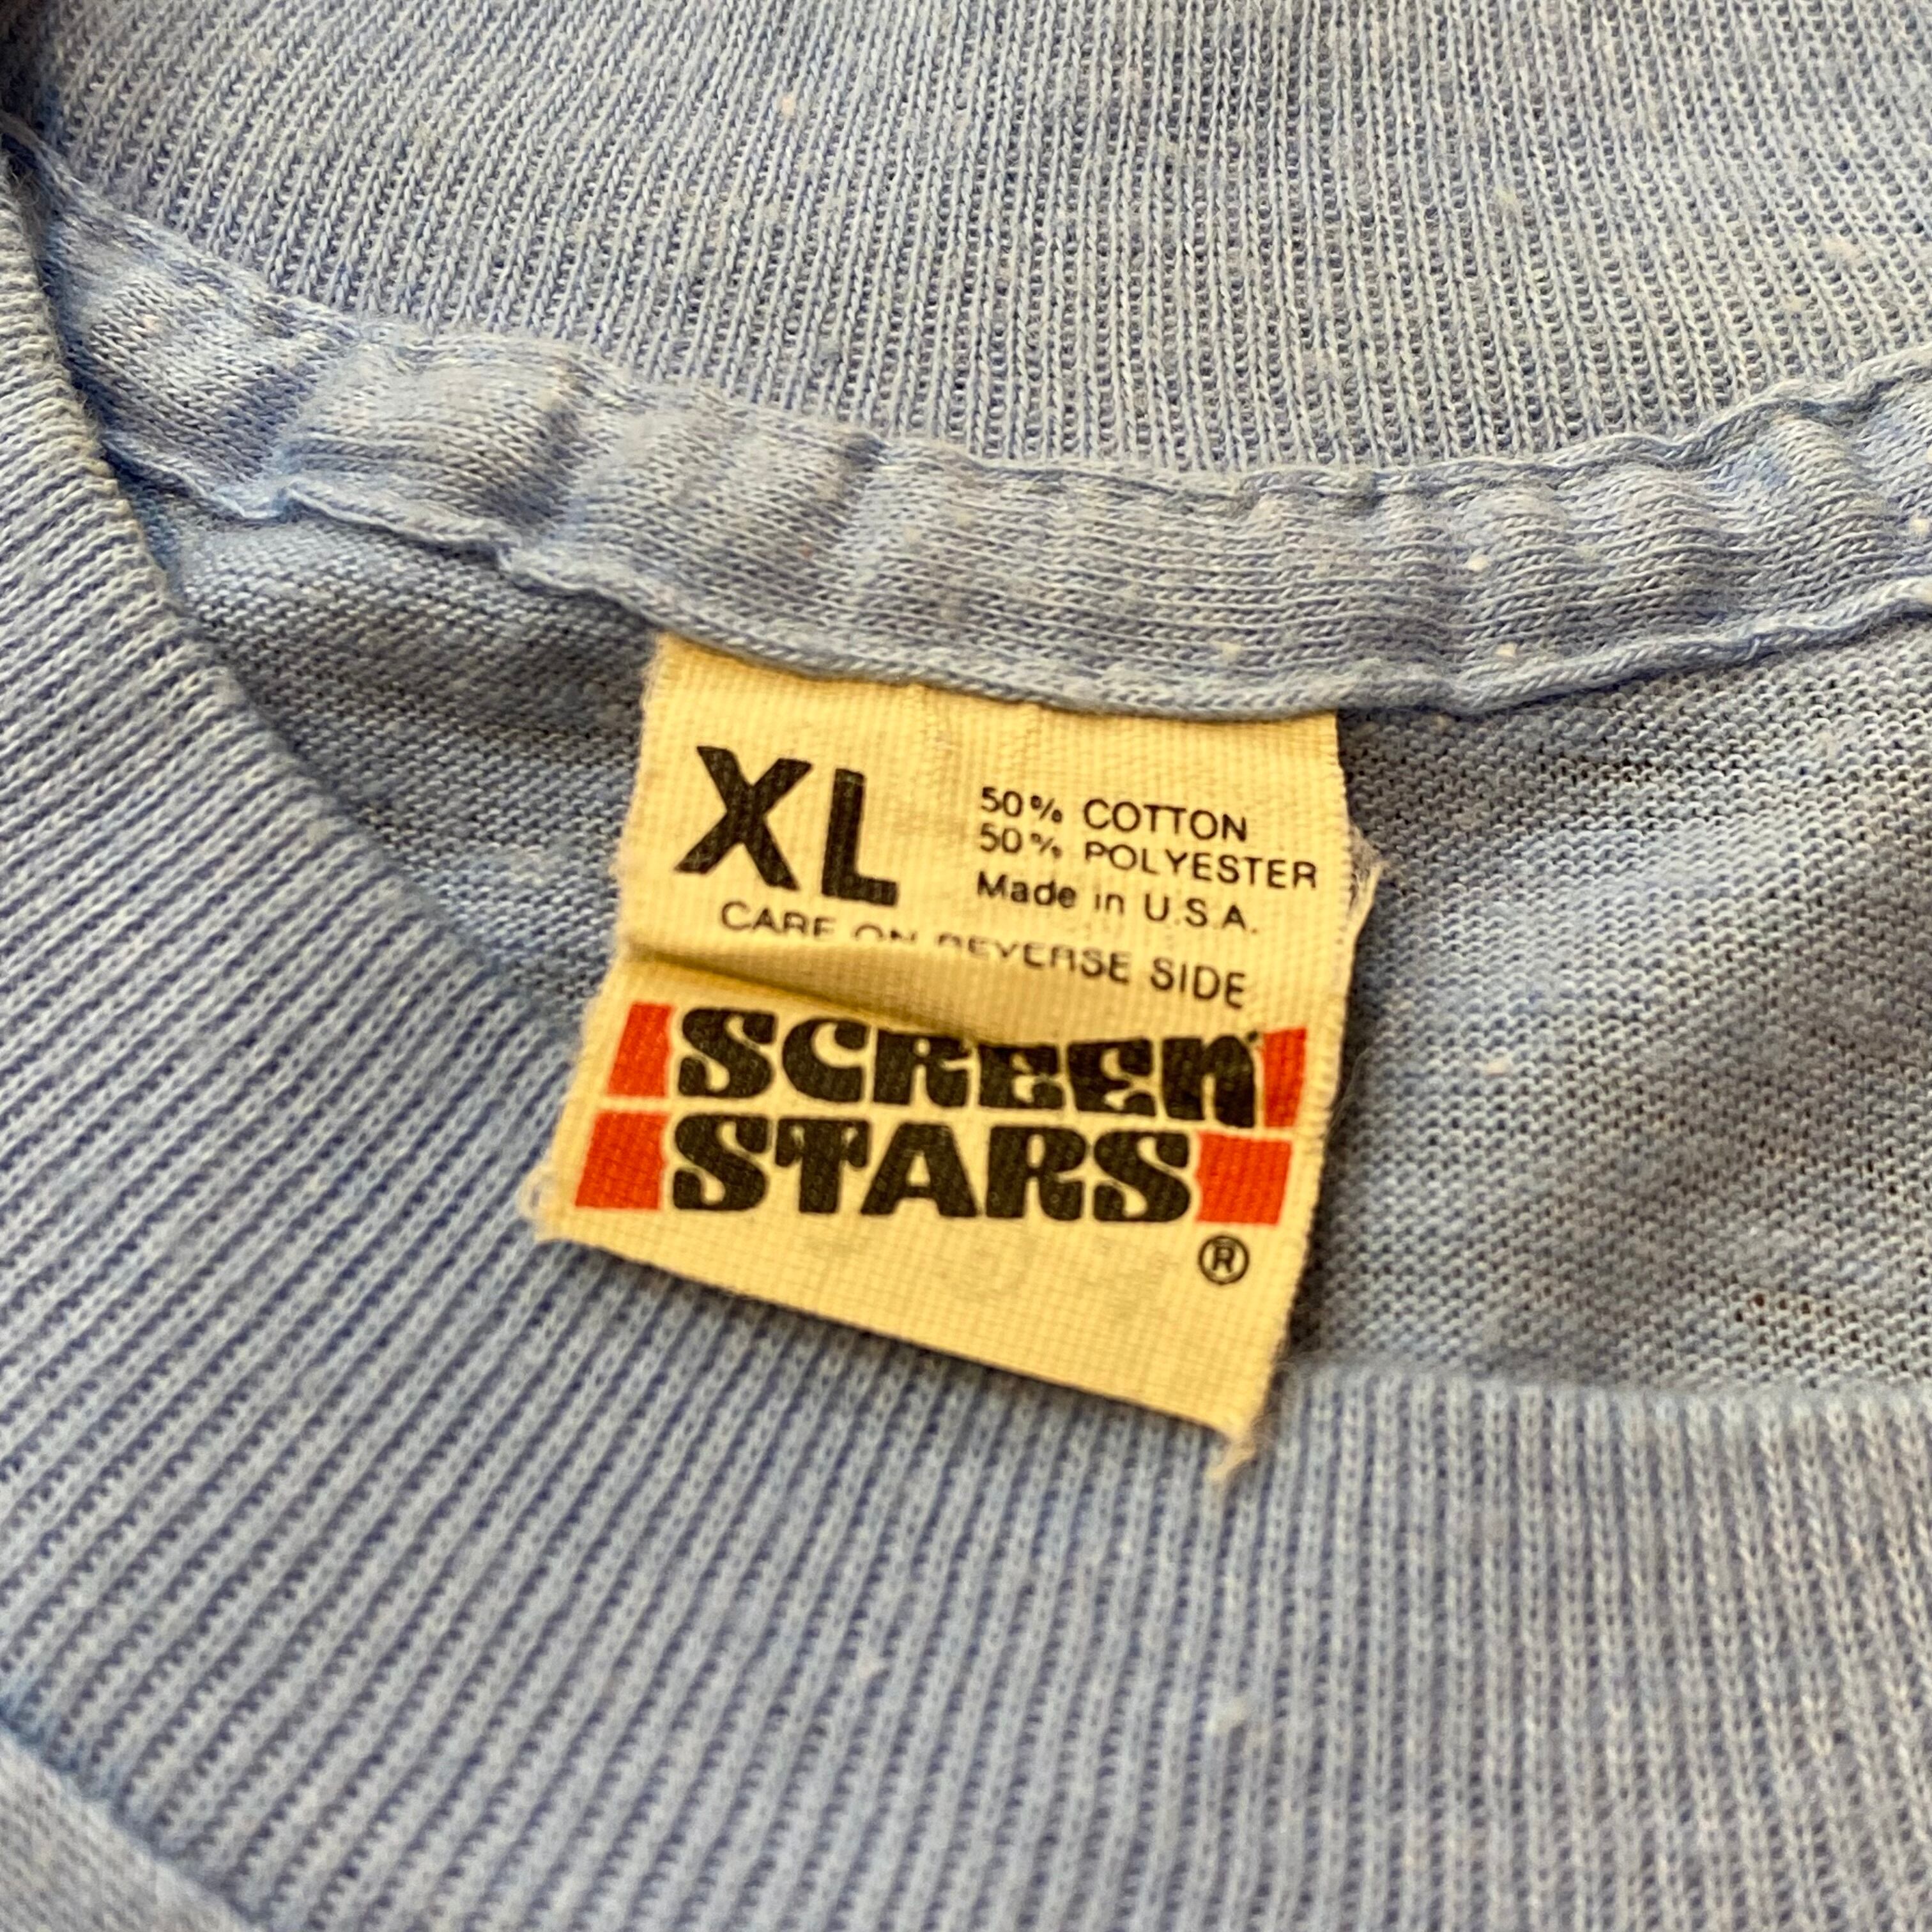 XL
50% COTTON
50% POLYESTER
Made in U.S.A.
CARE ON REVERSE SIDE
SCREEN
STARS
®